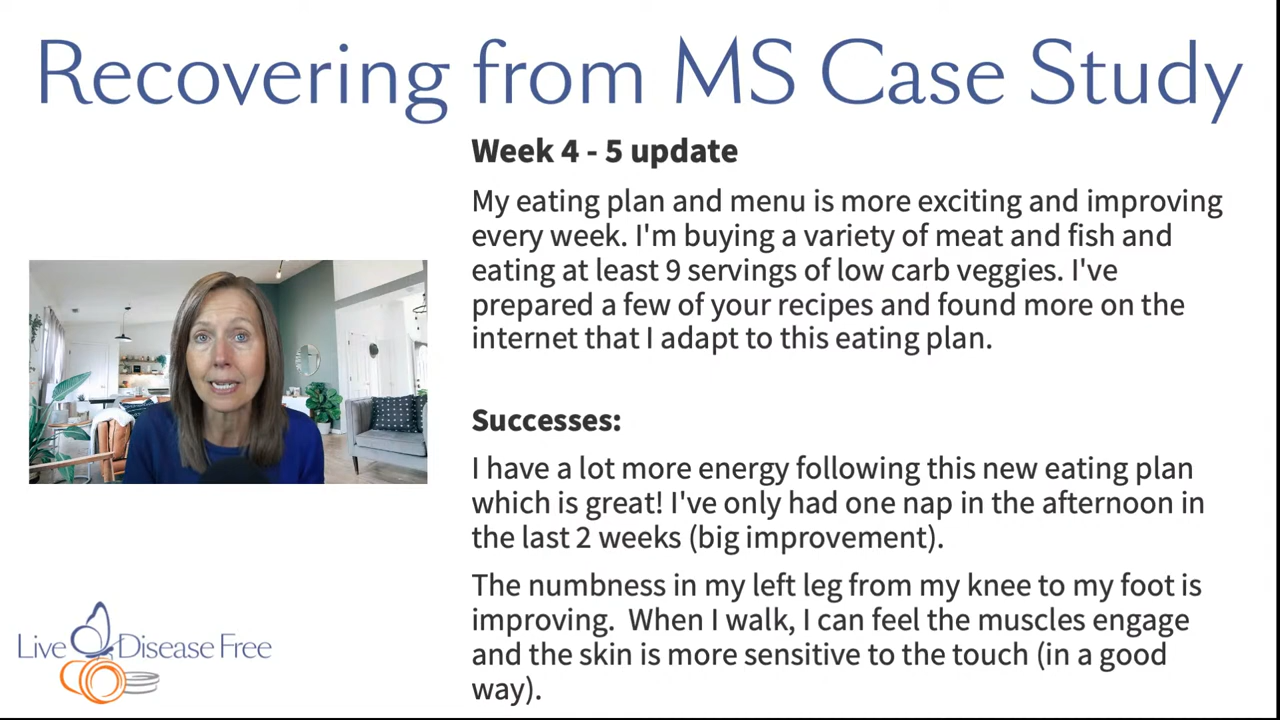 Recovering from MS Case Study
Week 4 - 5 update
My eating plan and menu is more exciting and improving
every week. I'm buying a variety of meat and fish and
eating at least 9 servings of low carb veggies. I've
prepared a few of your recipes and found more on the
internet that I adapt to this eating plan.
Successes:
I have a lot more energy following this new eating plan
which is great! I've only had one nap in the afternoon in
the last 2 weeks (big improvement).
The numbness in my left leg from my knee to my foot is
improving.  When I walk, I can feel the muscles engage
and the skin is more sensitive to the touch (in a good
way).
Live Disease Free